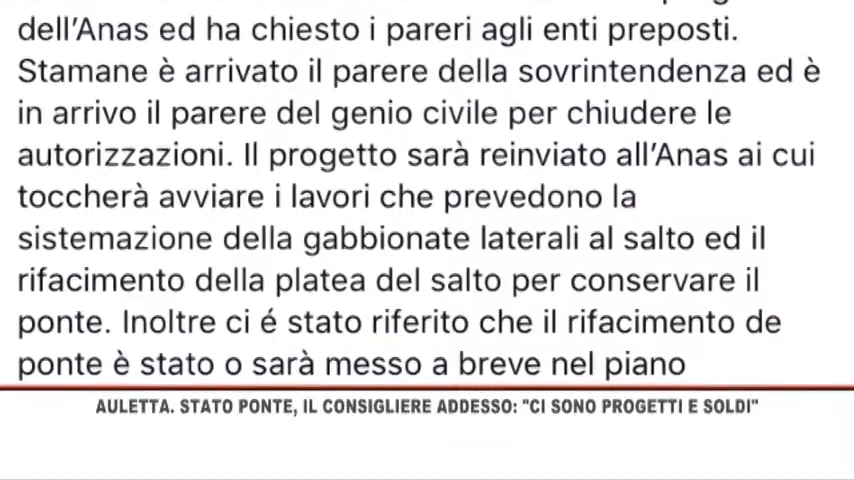 dell'Anas ed ha chiesto i pareri agli enti preposti.
Stamane è arrivato il parere della sovrintendenza ed è
in arrivo il parere del genio civile per chiudere le
autorizzazioni. Il progetto sarà reinviato all'Anas ai cui
toccherà avviare i lavori che prevedono la
sistemazione della gabbionate laterali al salto ed il
rifacimento della platea del salto per conservare il
ponte. Inoltre ci é stato riferito che il rifacimento de
ponte è stato o sarà messo a breve nel piano
AULETTA. STATO PONTE, IL CONSIGLIERE ADDESSO: "CI SONO PROGETTI E SOLDI"